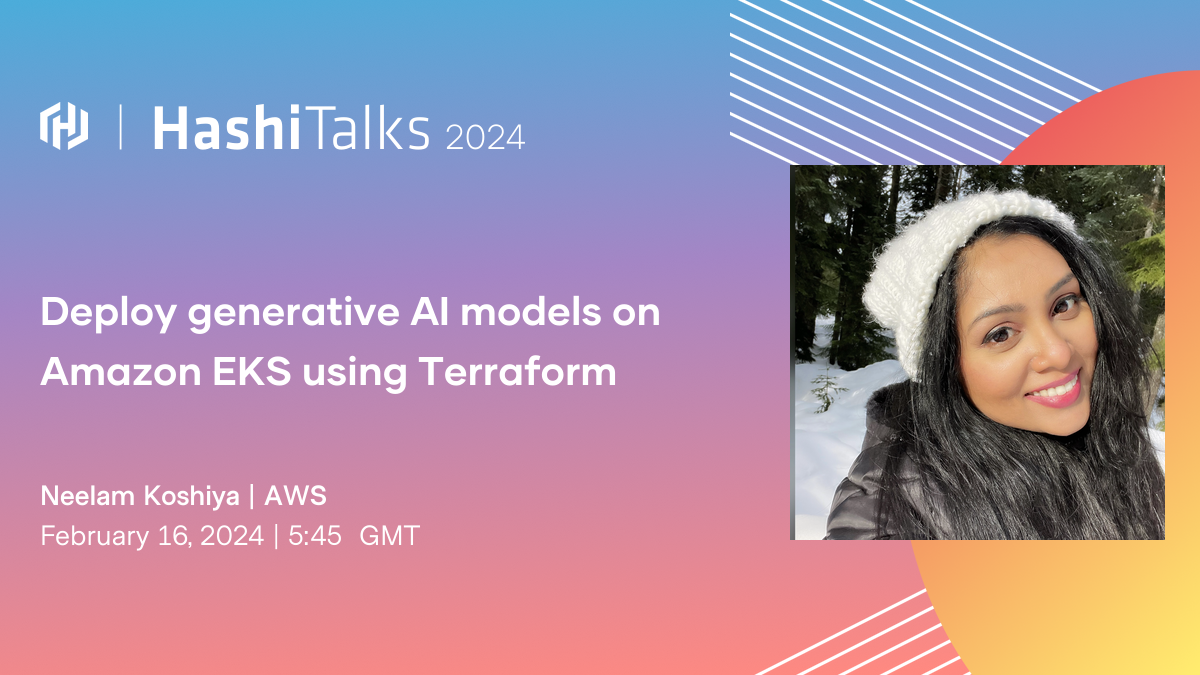 HashiTalks 2024
Deploy generative AI models on
Amazon EKS using Terraform
Neelam Koshiya | AWS
February 16, 2024 | 5:45 GMT